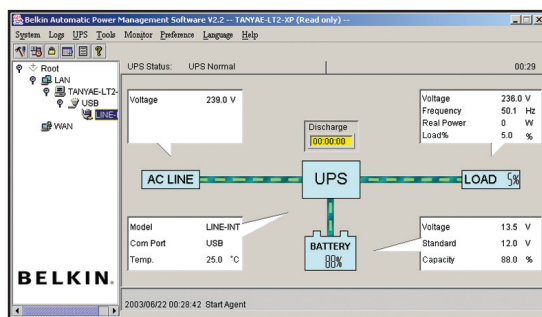 Belkin Automatic Power Management Software V2.2 -- TANYAE-LT2-XP (Read only) --
System Logs UPS Tools Monitor Preference Language Help
Root
LAN
TANYAE-LT2-
USB
LINE-I
WAN
BELKIN.
UPS Status: UPS Normal 00:29
Voltage 239.0 V
Discharge
00:00:00
Voltage 236.0 V
Frequency 50.1 Hz
Real Power 0 W
Load% 5.0 %
AC LINE
UPS
LOAD 5%
Model LINE-INT
Com Port USB
Temp. 25.0 °C
BATTERY
88%
Voltage 13.5 V
Standard 12.0 V
Capacity 88.0 %
2003/06/22 00:28:42 Start Agent